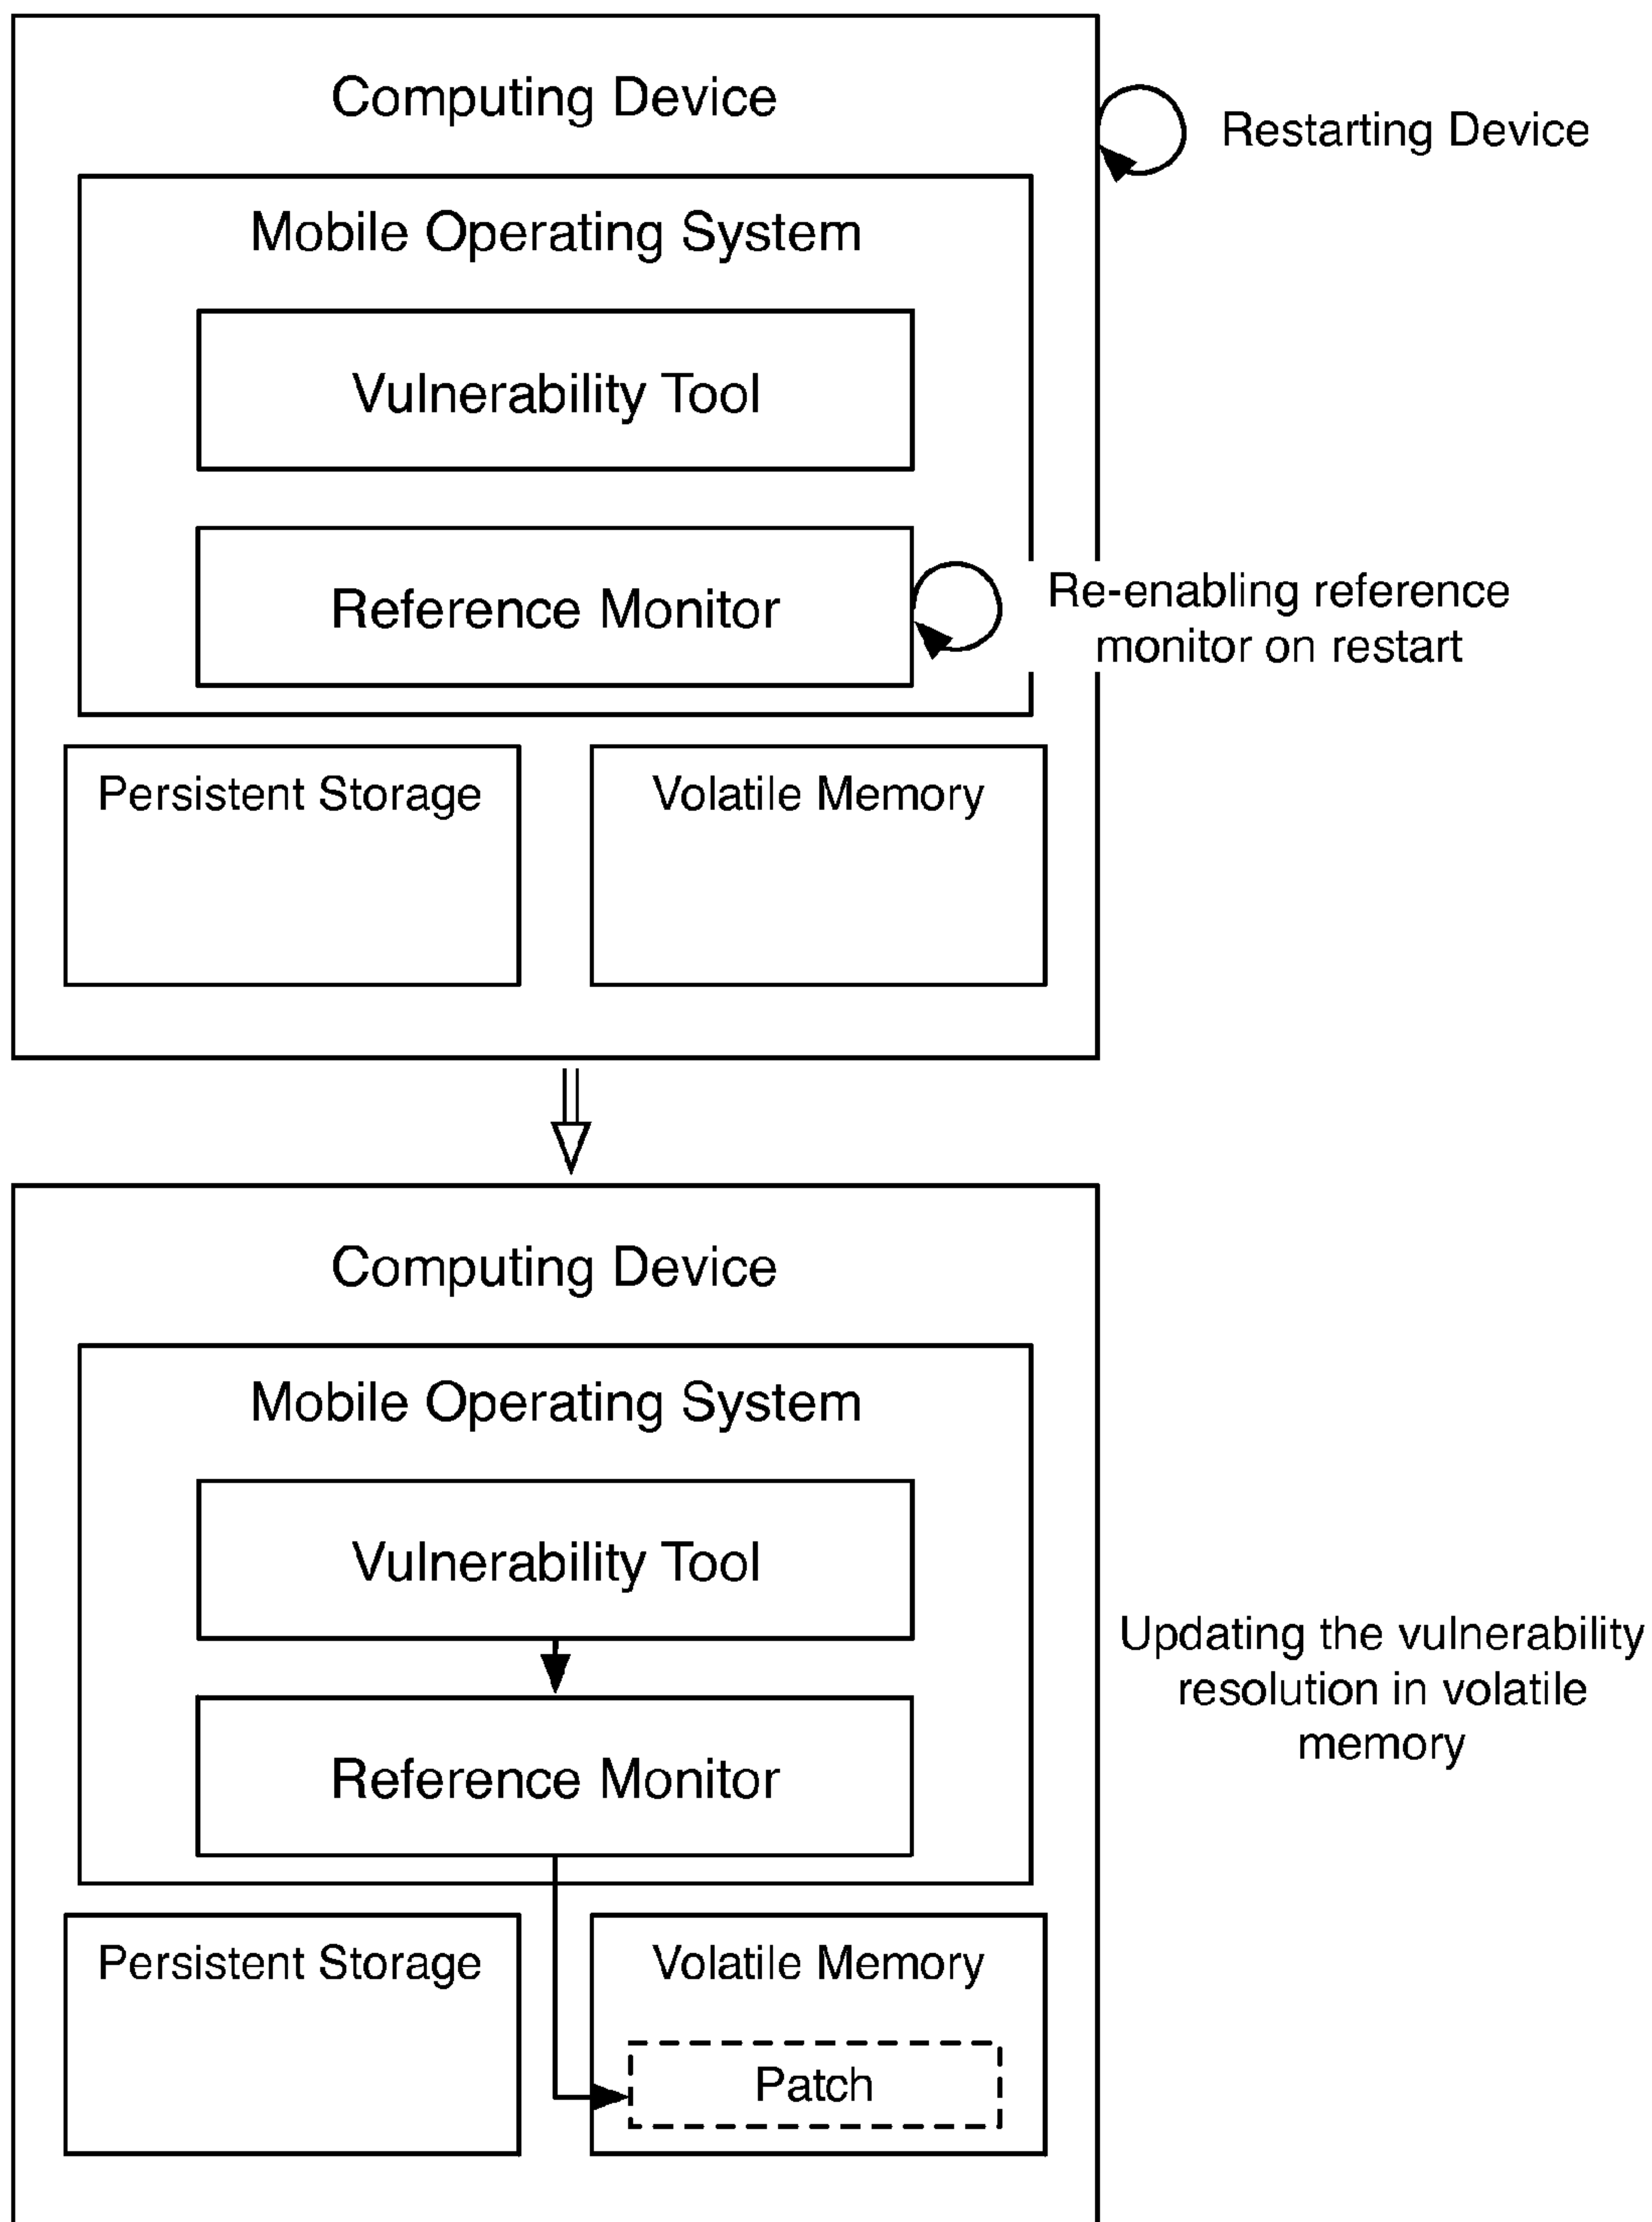 Computing Device
Restarting Device
Mobile Operating System
Vulnerability Tool
Reference Monitor
Re-enabling reference
monitor on restart
Persistent Storage
Volatile Memory
Computing Device
Mobile Operating System
Vulnerability Tool
Updating the vulnerability
resolution in volatile
memory
Reference Monitor
Persistent Storage
Volatile Memory
Patch